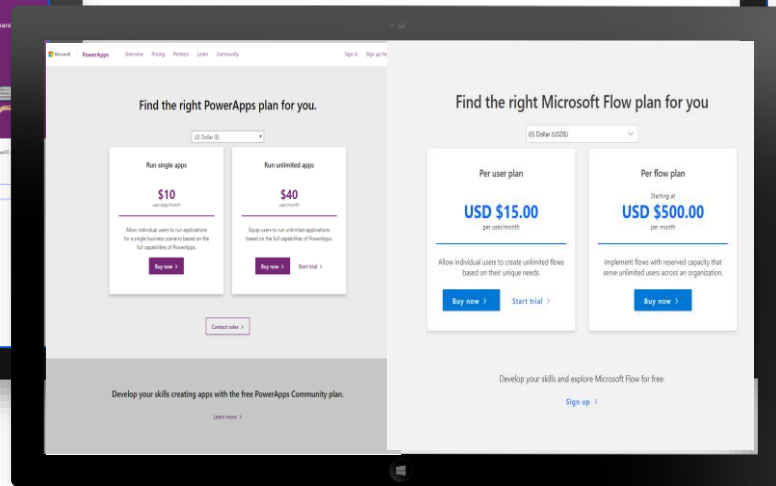 Microsoft PowerApps Overview Pricing Partners Learn Community Sign in Sign up
Find the right PowerApps plan for you.
US Dollar ($)
Run single apps
$10
user/app/month
Allow individual users to run applications
for a single business scenario based on the
full capabilities of PowerApps.
Buy now >
Run unlimited apps
$40
user/month
Equip users to run unlimited applications
based on the full capabilities of PowerApps.
Buy now > Start trial >
Contact sales >
Develop your skills creating apps with the free PowerApps Community plan.
Learn more >
Find the right Microsoft Flow plan for you
US Dollar (USD$)
Per user plan
USD $15.00
per user/month
Allow individual users to create unlimited flows
based on their unique needs.
Buy now > Start trial >
Per flow plan
Starting at
USD $500.00
per month
Implement flows with reserved capacity that
serve unlimited users across an organization.
Buy now >
Develop your skills and explore Microsoft Flow for free.
Sign up >